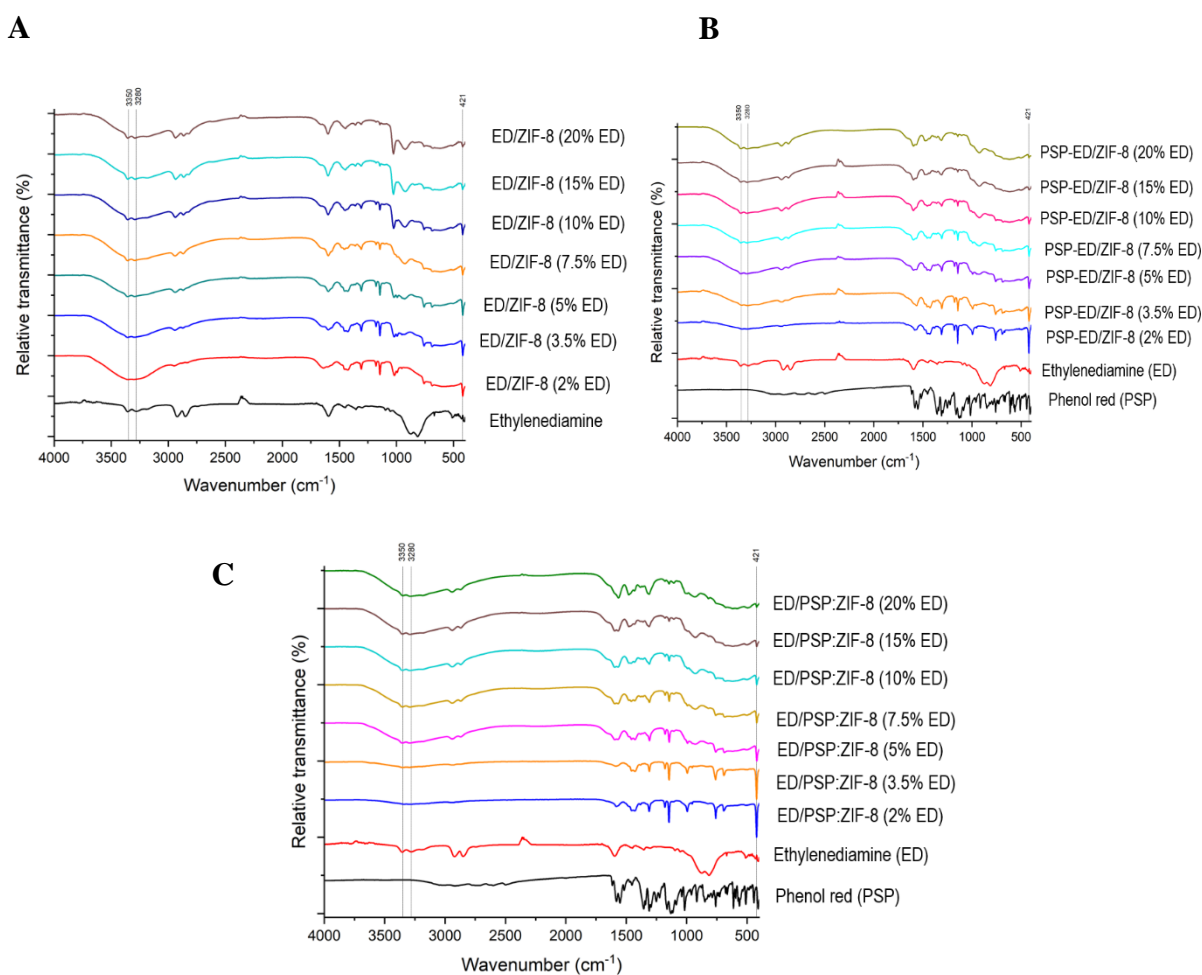 A
3350
3280
421
ED/ZIF-8 (20% ED)
ED/ZIF-8 (15% ED)
ED/ZIF-8 (10% ED)
ED/ZIF-8 (7.5% ED)
ED/ZIF-8 (5% ED)
ED/ZIF-8 (3.5% ED)
ED/ZIF-8 (2% ED)
Ethylenediamine
Relative transmittance (%)
4000 3500 3000 2500 2000 1500 1000 500
Wavenumber (cm⁻¹)
B
3350
3280
421
PSP-ED/ZIF-8 (20% ED)
PSP-ED/ZIF-8 (15% ED)
PSP-ED/ZIF-8 (10% ED)
PSP-ED/ZIF-8 (7.5% ED)
PSP-ED/ZIF-8 (5% ED)
PSP-ED/ZIF-8 (3.5% ED)
PSP-ED/ZIF-8 (2% ED)
Ethylenediamine (ED)
Phenol red (PSP)
Relative transmittance (%)
4000 3500 3000 2500 2000 1500 1000 500
Wavenumber (cm⁻¹)
C
3350
3280
421
ED/PSP:ZIF-8 (20% ED)
ED/PSP:ZIF-8 (15% ED)
ED/PSP:ZIF-8 (10% ED)
ED/PSP:ZIF-8 (7.5% ED)
ED/PSP:ZIF-8 (5% ED)
ED/PSP:ZIF-8 (3.5% ED)
ED/PSP:ZIF-8 (2% ED)
Ethylenediamine (ED)
Phenol red (PSP)
Relative transmittance (%)
4000 3500 3000 2500 2000 1500 1000 500
Wavenumber (cm⁻¹)